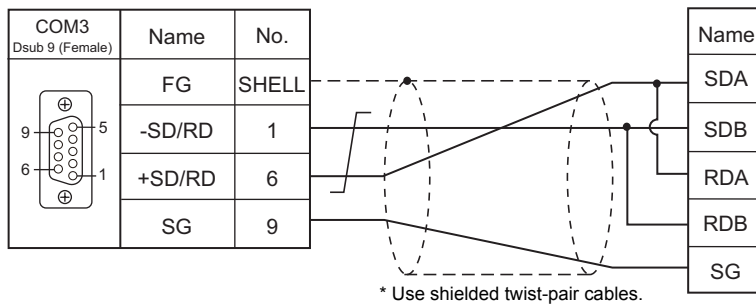 COM3
Dsub 9 (Female)
Name
No.
Name
FG
SHELL
SDA
9
5
-SD/RD
1
SDB
6
1
+SD/RD
6
RDA
RDB
SG
9
SG
* Use shielded twist-pair cables.